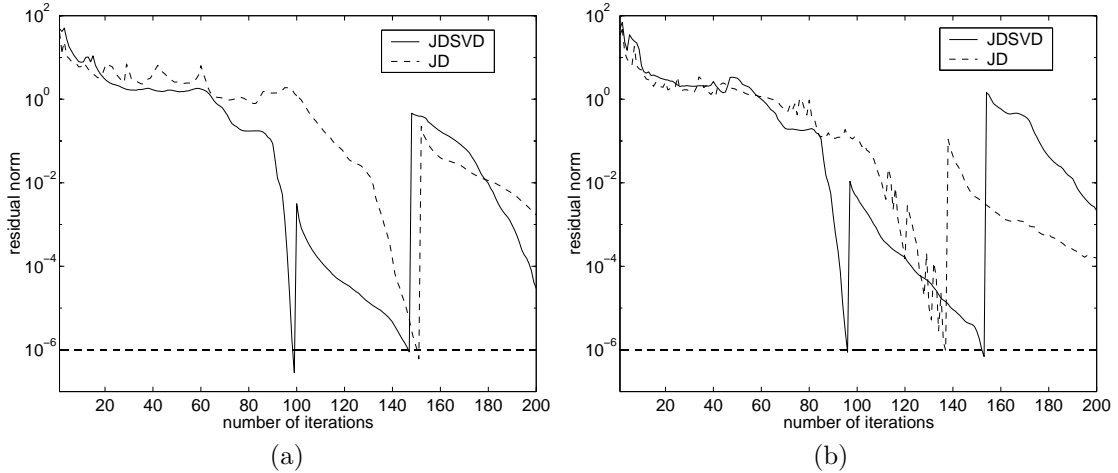 10^2
10^0
10^-2
10^-4
10^-6
residual norm
20 40 60 80 100 120 140 160 180 200
number of iterations
JDSVD
JD
(a)
10^2
10^0
10^-2
10^-4
10^-6
residual norm
20 40 60 80 100 120 140 160 180 200
number of iterations
JDSVD
JD
(b)